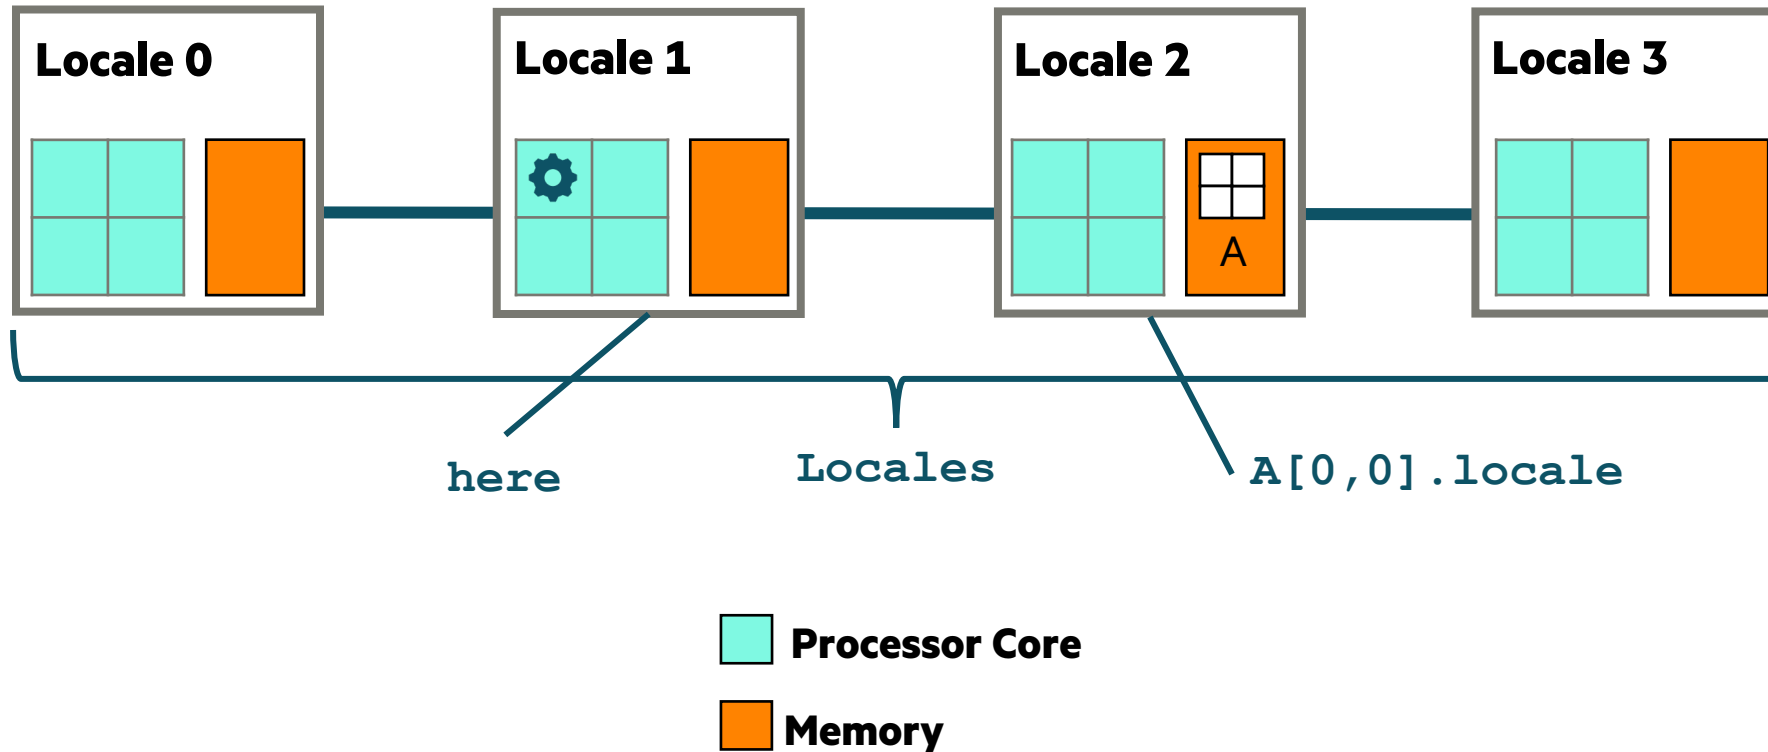 Locale 0
Locale 1
Locale 2
Locale 3
A
here
Locales
A[0,0].locale
Processor Core
Memory